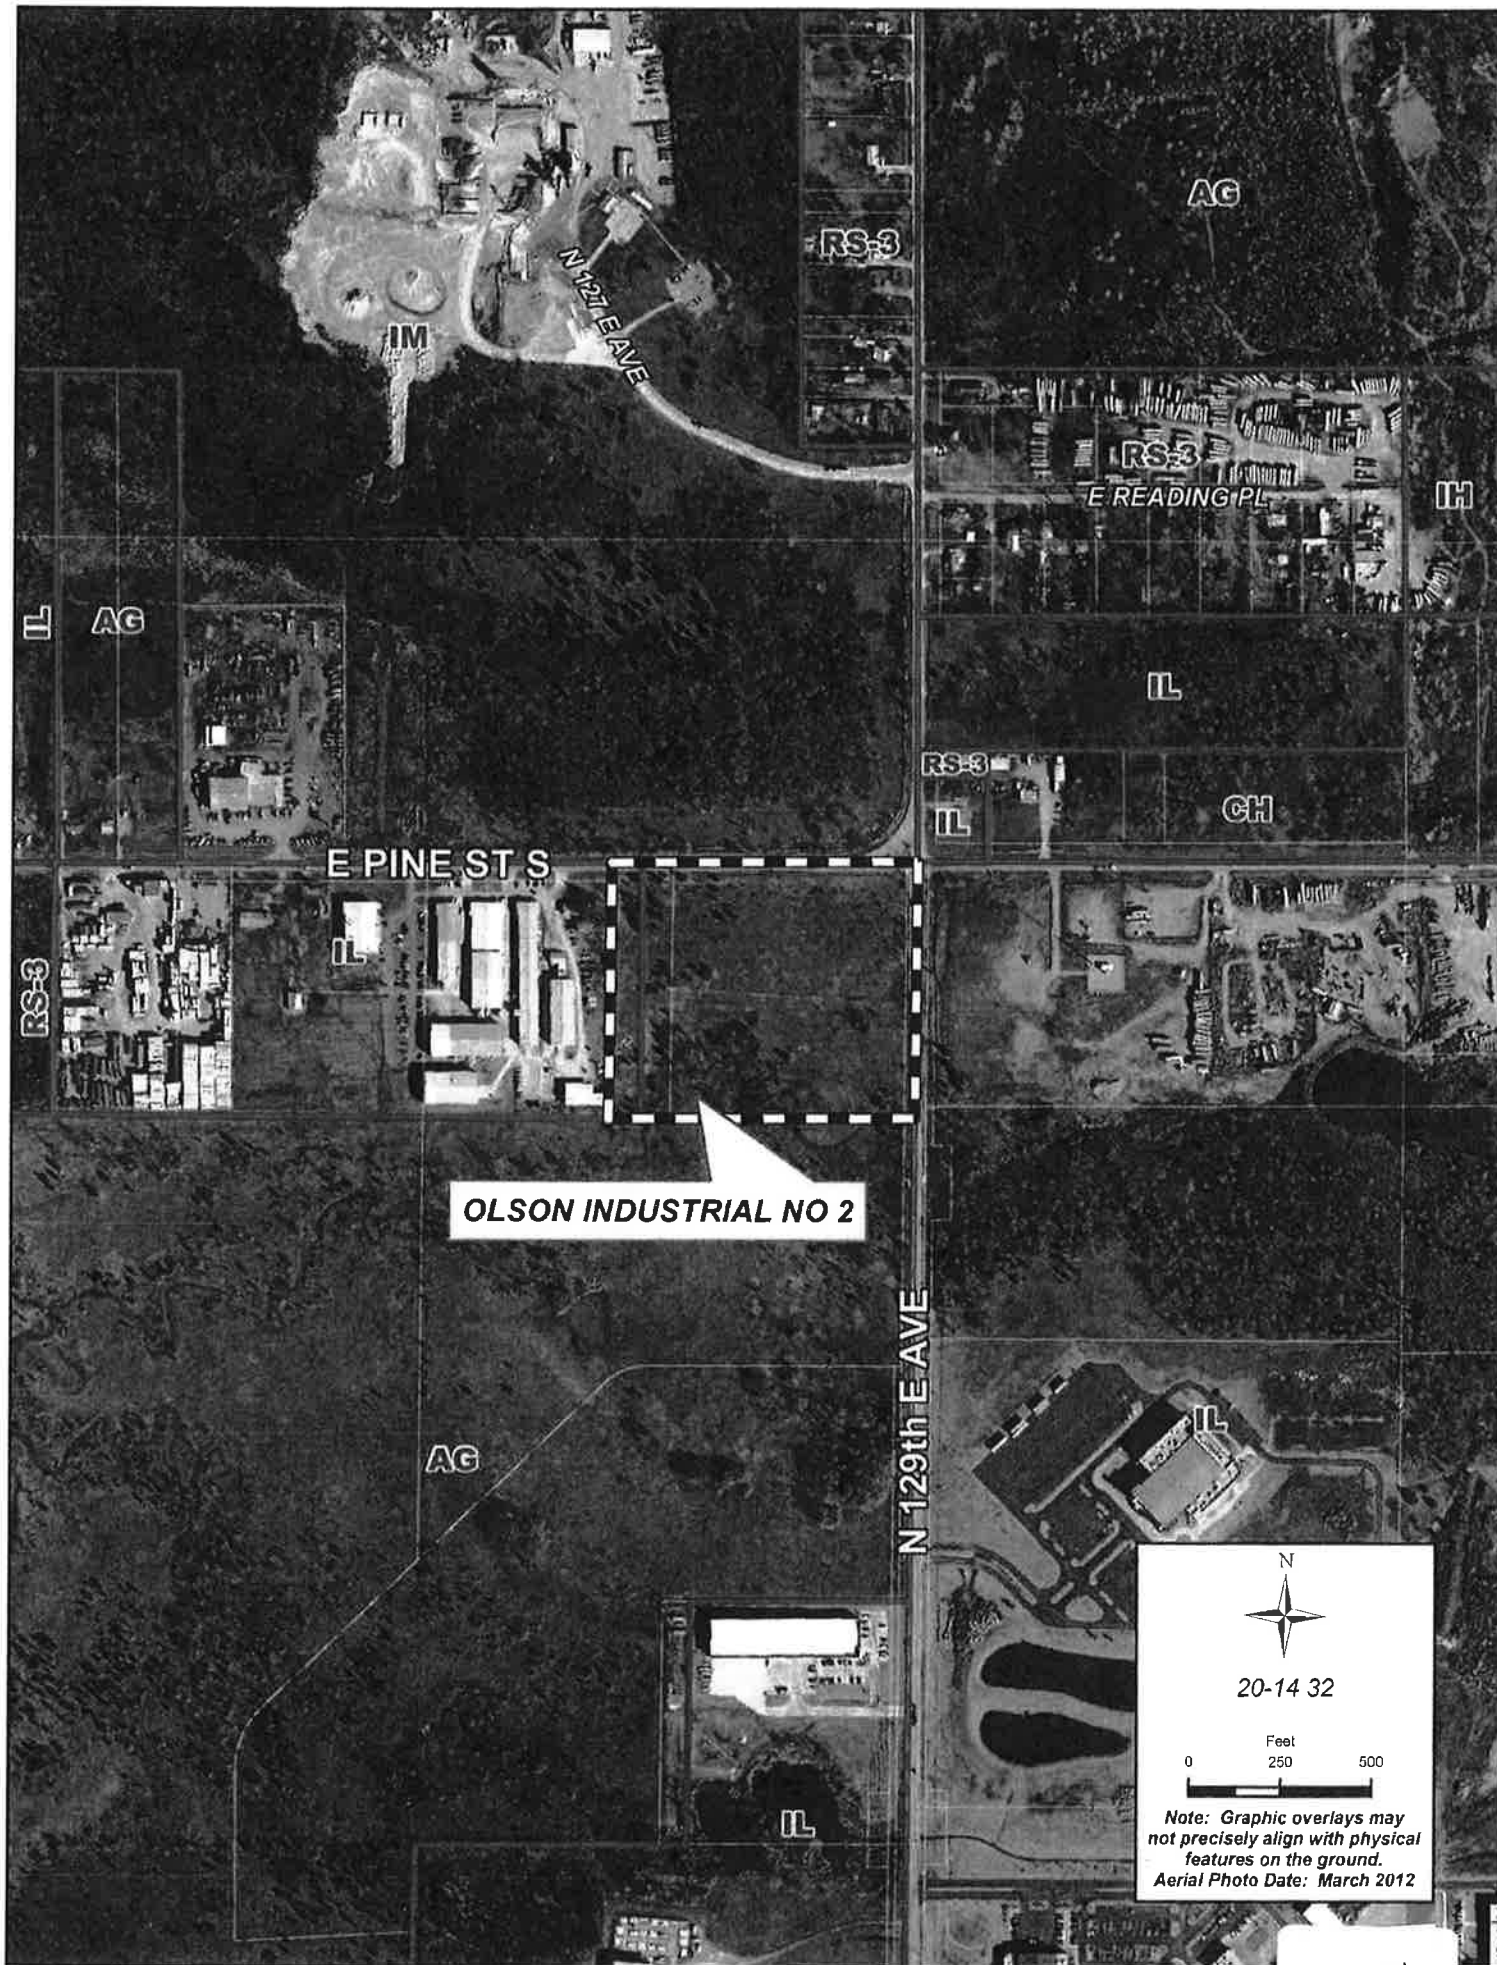 AG
RS-3
N 127 E AVE
IM
RS-3
E READING PL
IH
IL
AG
IL
RS-3
CH
IL
E PINE ST S
IL
RS-3
OLSON INDUSTRIAL NO 2
N 129th E AVE
IL
AG
N
20-14 32
Feet
0 250 500
IL
Note: Graphic overlays may
not precisely align with physical
features on the ground.
Aerial Photo Date: March 2012